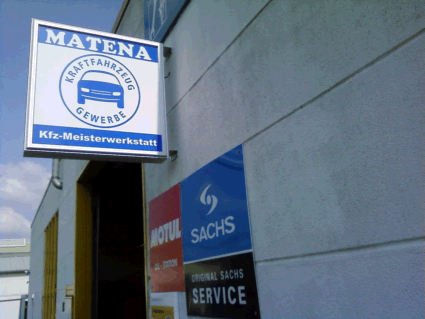 MATENA
KRAFTFAHRZEUG
GEWERBE
Kfz-Meisterwerkstatt
MOTUL
SACHS
ORIGINAL SACHS
SERVICE